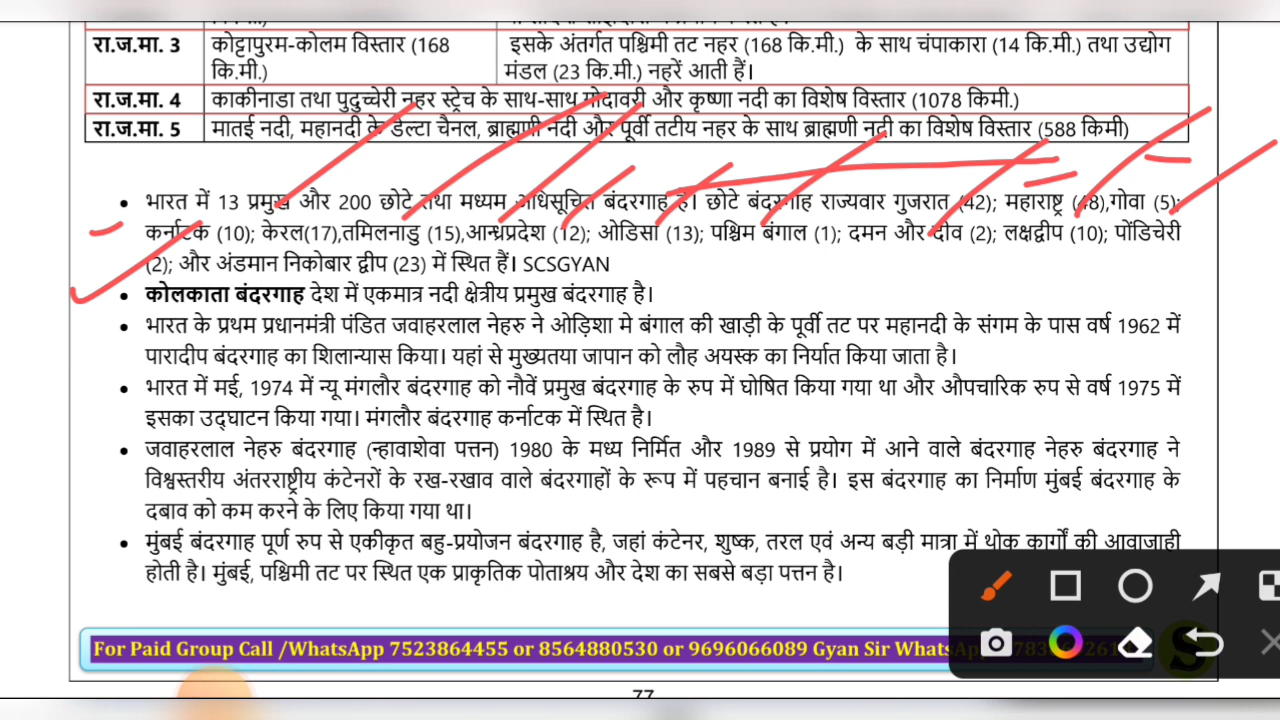 रा.ज.मा. 3 कोट्टापुरम-कोलम विस्तार (168 कि.मी.) इसके अंतर्गत पश्चिमी तट नहर (168 कि.मी.) के साथ चंपाकारा (14 कि.मी.) तथा उद्योग मंडल (23 कि.मी.) नहरें आती हैं।
रा.ज.मा. 4 काकीनाडा तथा पुदुच्चेरी नहर स्ट्रेच के साथ-साथ गोदावरी और कृष्णा नदी का विशेष विस्तार (1078 किमी.)
रा.ज.मा. 5 मातई नदी, महानदी के डेल्टा चैनल, ब्राह्मणी नदी और पूर्वी तटीय नहर के साथ ब्राह्मणी नदी का विशेष विस्तार (588 किमी)
• भारत में 13 प्रमुख और 200 छोटे तथा मध्यम अधिसूचित बंदरगाह है। छोटे बंदरगाह राज्यवार गुजरात (42); महाराष्ट्र (48),गोवा (5);
कर्नाटक (10); केरल(17),तमिलनाडु (15),आन्ध्रप्रदेश (12); ओडिसा (13); पश्चिम बंगाल (1); दमन और दीव (2); लक्षद्वीप (10); पोंडिचेरी
(2); और अंडमान निकोबार द्वीप (23) में स्थित हैं। SCSGYAN
• कोलकाता बंदरगाह देश में एकमात्र नदी क्षेत्रीय प्रमुख बंदरगाह है।
• भारत के प्रथम प्रधानमंत्री पंडित जवाहरलाल नेहरु ने ओड़िशा मे बंगाल की खाड़ी के पूर्वी तट पर महानदी के संगम के पास वर्ष 1962 में
पारादीप बंदरगाह का शिलान्यास किया। यहां से मुख्यतया जापान को लौह अयस्क का निर्यात किया जाता है।
• भारत में मई, 1974 में न्यू मंगलौर बंदरगाह को नौवें प्रमुख बंदरगाह के रुप में घोषित किया गया था और औपचारिक रुप से वर्ष 1975 में
इसका उद्घाटन किया गया। मंगलौर बंदरगाह कर्नाटक में स्थित है।
• जवाहरलाल नेहरु बंदरगाह (न्हावाशेवा पत्तन) 1980 के मध्य निर्मित और 1989 से प्रयोग में आने वाले बंदरगाह नेहरु बंदरगाह ने
विश्वस्तरीय अंतरराष्ट्रीय कंटेनरों के रख-रखाव वाले बंदरगाहों के रूप में पहचान बनाई है। इस बंदरगाह का निर्माण मुंबई बंदरगाह के
दबाव को कम करने के लिए किया गया था।
• मुंबई बंदरगाह पूर्ण रुप से एकीकृत बहु-प्रयोजन बंदरगाह है, जहां कंटेनर, शुष्क, तरल एवं अन्य बड़ी मात्रा में थोक कार्गों की आवाजाही
होती है। मुंबई, पश्चिमी तट पर स्थित एक प्राकृतिक पोताश्रय और देश का सबसे बड़ा पत्तन है।
For Paid Group Call /WhatsApp 7523864455 or 8564880530 or 9696066089 Gyan Sir